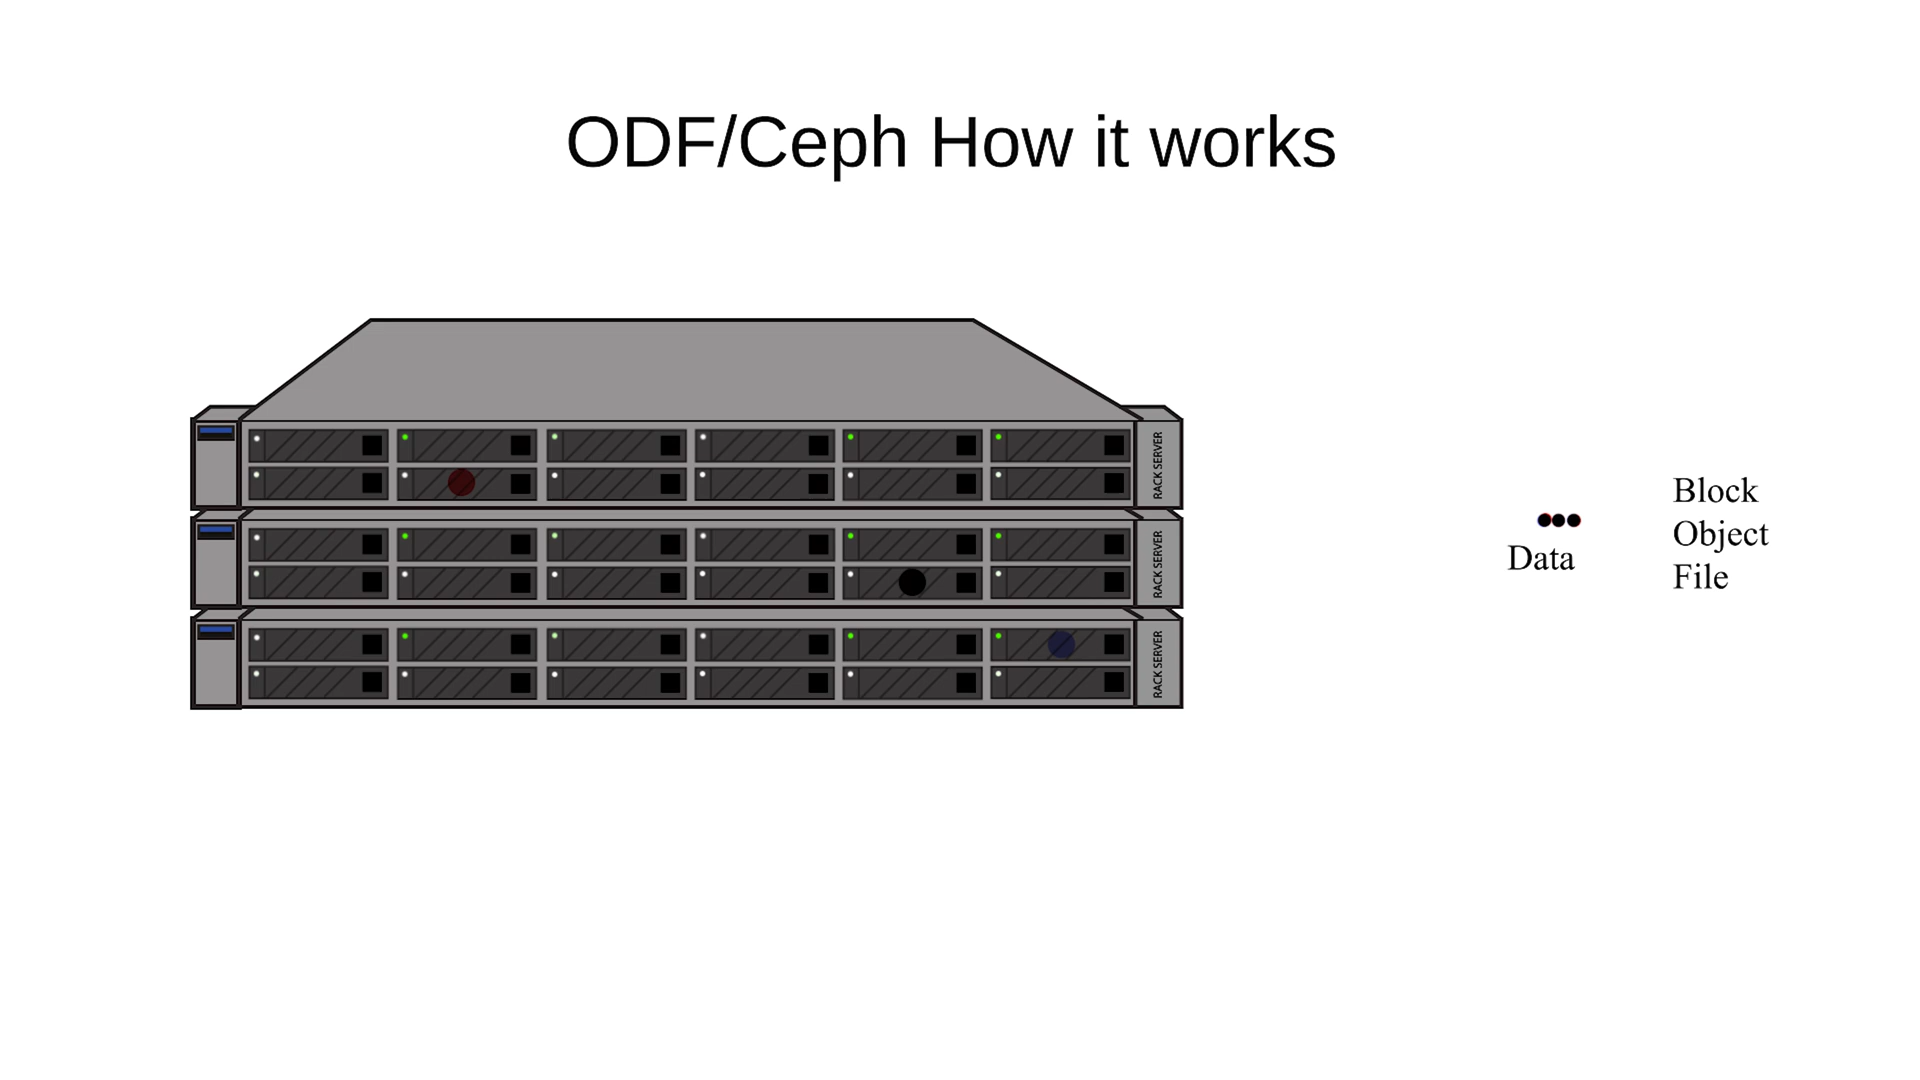 ODF/Ceph How it works
RACK SERVER
RACK SERVER
RACK SERVER
Data
Block
Object
File